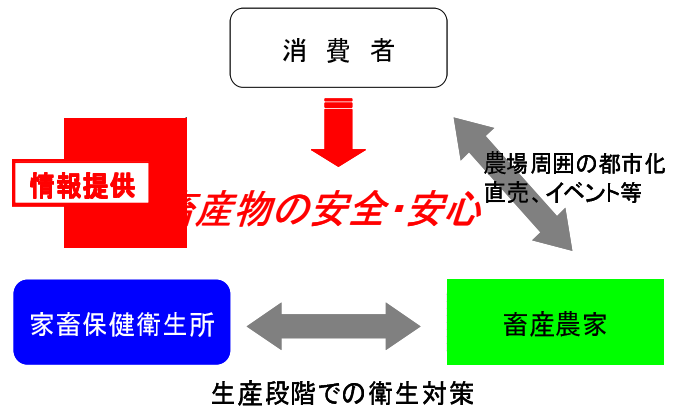 消 費 者
農場周囲の都市化
直売、イベント等
情報提供
畜産物の安全・安心
家畜保健衛生所
畜産農家
生産段階での衛生対策